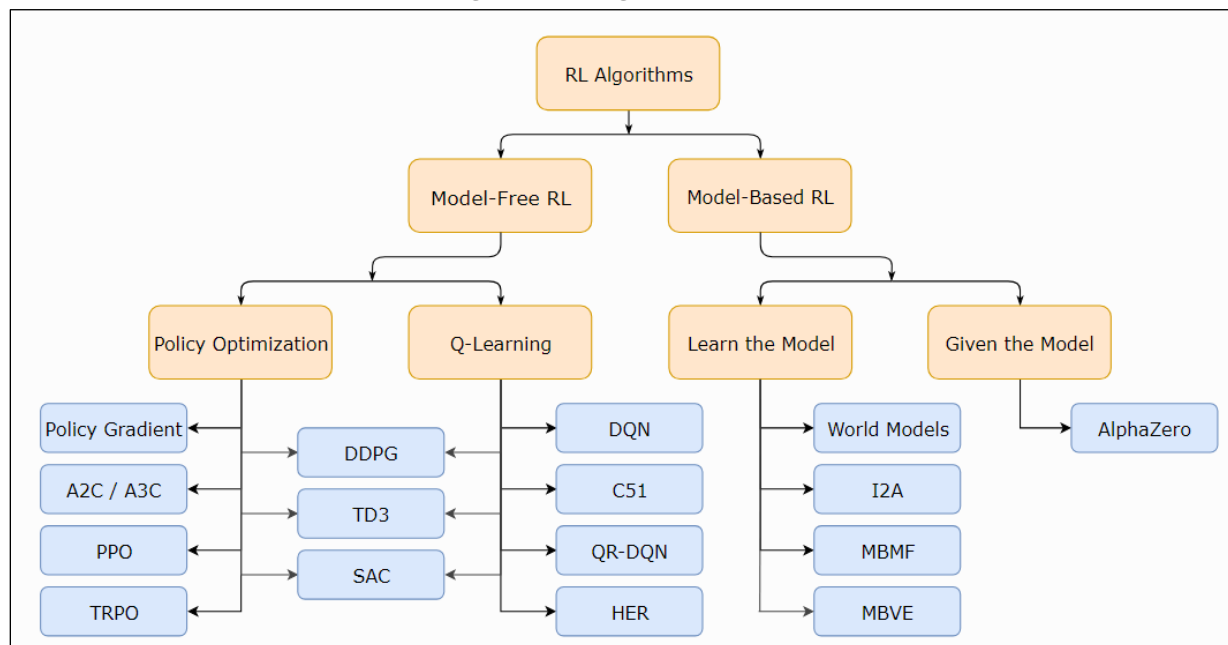 RL Algorithms
Model-Free RL
Model-Based RL
Policy Optimization
Q-Learning
Learn the Model
Given the Model
Policy Gradient
DQN
World Models
AlphaZero
DDPG
A2C / A3C
C51
I2A
TD3
PPO
QR-DQN
MBMF
SAC
TRPO
HER
MBVE